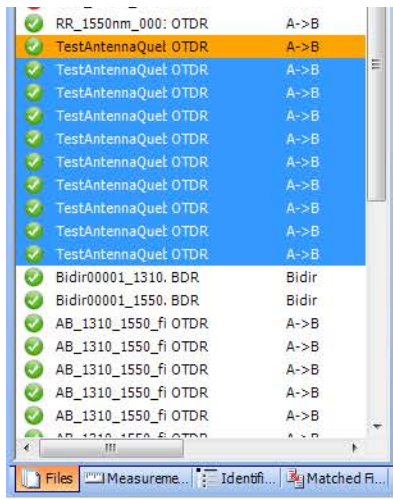 RR_1550nm_000: OTDR A->B
TestAntennaQuet OTDR A->B
TestAntennaQuet OTDR A->B
TestAntennaQuet OTDR A->B
TestAntennaQuet OTDR A->B
TestAntennaQuet OTDR A->B
TestAntennaQuet OTDR A->B
TestAntennaQuet OTDR A->B
TestAntennaQuet OTDR A->B
TestAntennaQuet OTDR A->B
TestAntennaQuet OTDR A->B
Bidir00001_1310. BDR Bidir
Bidir00001_1550. BDR Bidir
AB_1310_1550_fi OTDR A->B
AB_1310_1550_fi OTDR A->B
AB_1310_1550_fi OTDR A->B
AB_1310_1550_fi OTDR A->B
AB_1310_1550_fi OTDR A->B
AB_1310_1550_fi OTDR A->B
Files Measureme... Identifi... Matched Fi...